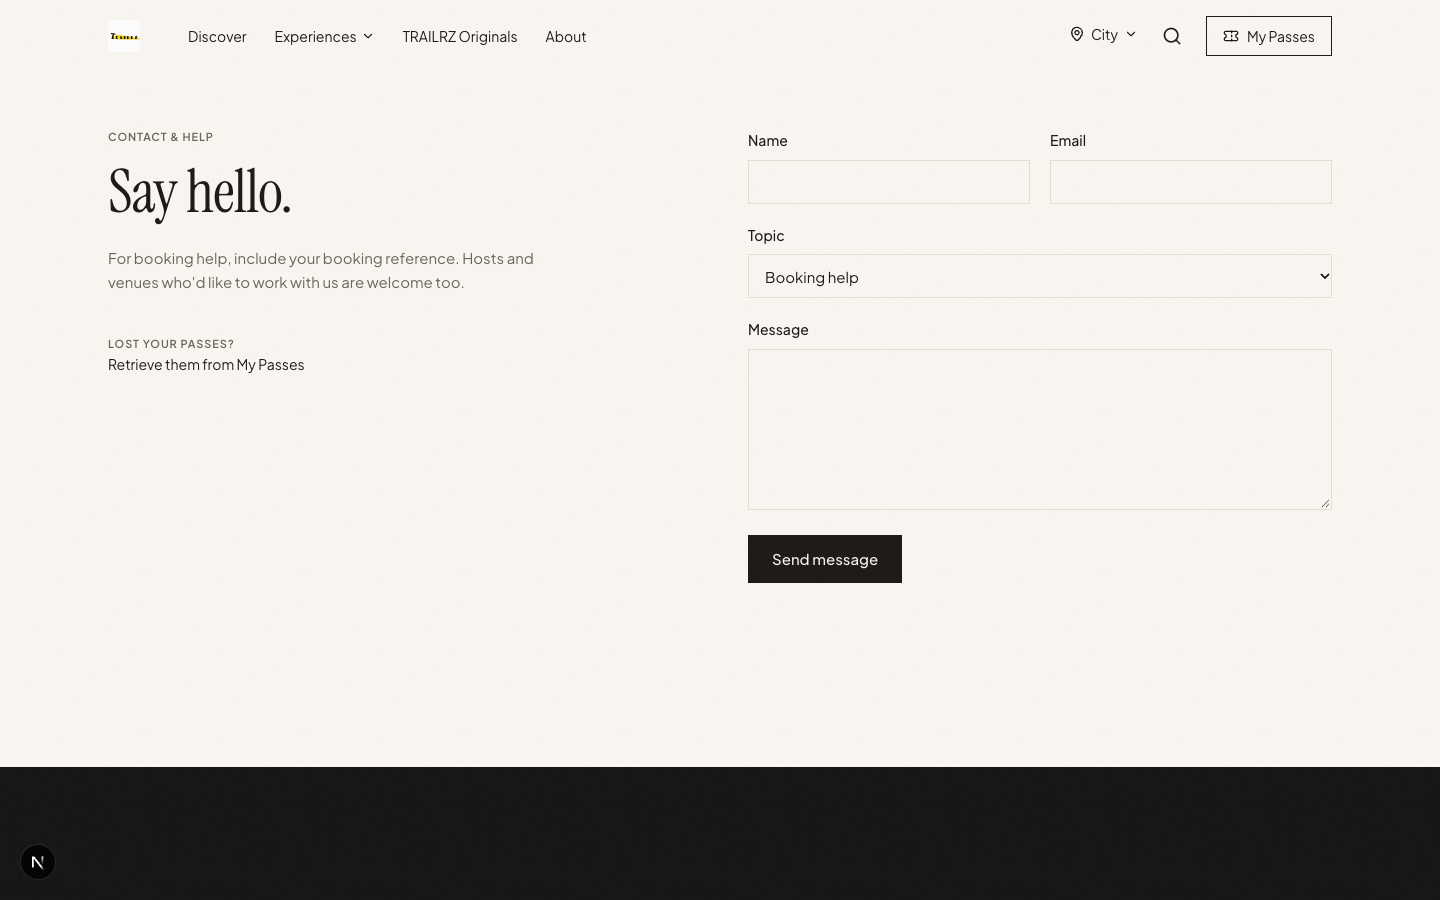 Discover
Experiences
TRAILRZ Originals
About
City
My Passes
CONTACT & HELP
Say hello.
For booking help, include your booking reference. Hosts and
venues who'd like to work with us are welcome too.
LOST YOUR PASSES?
Retrieve them from My Passes
Name
Email
Topic
Booking help
Message
Send message
N